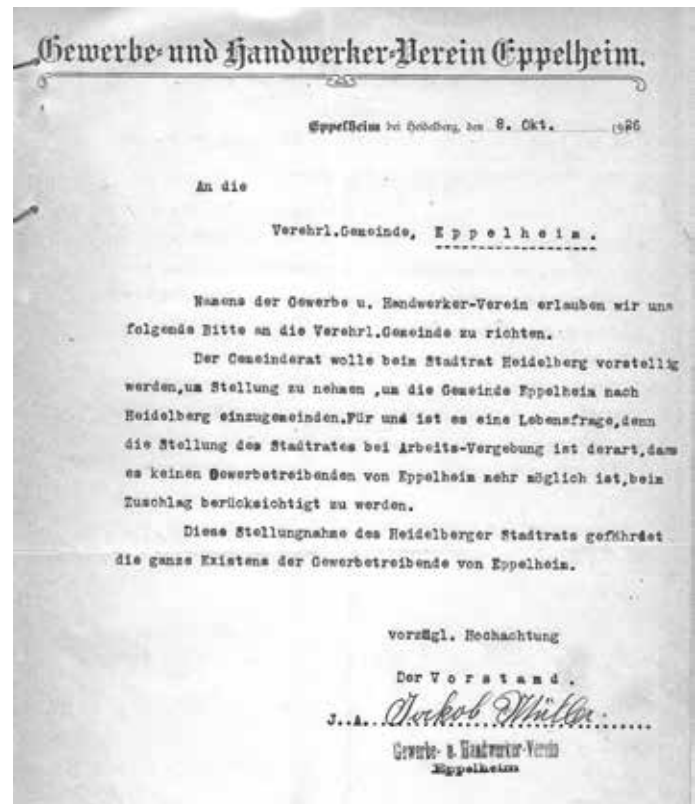 Gewerbe- und Handwerker-Verein Eppelheim.
Eppelheim bei Heidelberg, den 8. Okt. 1926
An die
Verehrl.Gemeinde, E p p e l h e i m .
Namens der Gewerbe u. Handwerker-Verein erlauben wir uns
folgende Bitte an die Verehrl.Gemeinde zu richten.
Der Gemeinderat wolle beim Stadtrat Heidelberg vorstellig
werden,um Stellung zu nehmen ,um die Gemeinde Eppelheim nach
Heidelberg einzugemeinden.Für und ist es eine Lebensfrage,denn
die Stellung des Stadtrates bei Arbeits-Vergebung ist derart,dass
es keinen Gewerbetreibenden von Eppelheim mehr möglich ist,beim
Zuschlag berücksichtigt zu werden.
Diese Stellungnahme des Heidelberger Stadtrats gefährdet
die ganze Existens der Gewerbetreibende von Eppelheim.
vorzügl. Hochachtung
Der V o r s t a n d .
J..A. Jakob Müller
Gewerbe- u. Handwerker-Verein
Eppelheim